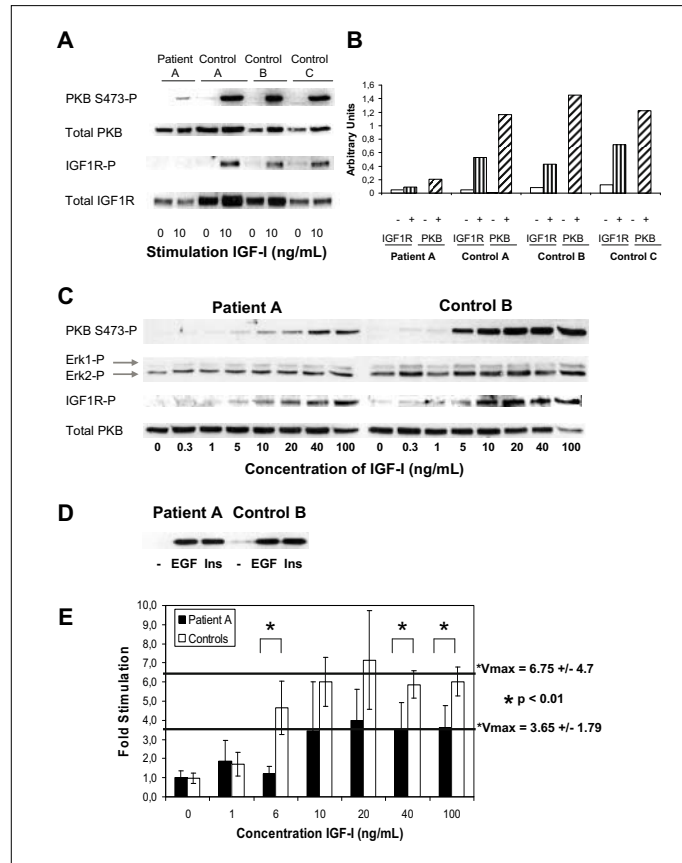 A
Patient A Control A Control B Control C
PKB S473-P
Total PKB
IGF1R-P
Total IGF1R
0 10 0 10 0 10 0 10
Stimulation IGF-I (ng/mL)
B
Arbitrary Units
1,6
1,4
1,2
1
0,8
0,6
0,4
0,2
0
- + - + - + - + - + - + - + - +
IGF1R PKB IGF1R PKB IGF1R PKB IGF1R PKB
Patient A Control A Control B Control C
C
Patient A Control B
PKB S473-P
Erk1-P
Erk2-P
IGF1R-P
Total PKB
0 0.3 1 5 10 20 40 100 0 0.3 1 5 10 20 40 100
Concentration of IGF-I (ng/mL)
D
Patient A Control B
- EGF Ins - EGF Ins
E
Fold Stimulation
10,0
9,0
8,0
7,0
6,0
5,0
4,0
3,0
2,0
1,0
0,0
Patient A
Controls
* * *
*Vmax = 6.75 +/- 4.7
* p < 0.01
*Vmax = 3.65 +/- 1.79
0 1 6 10 20 40 100
Concentration IGF-I (ng/mL)